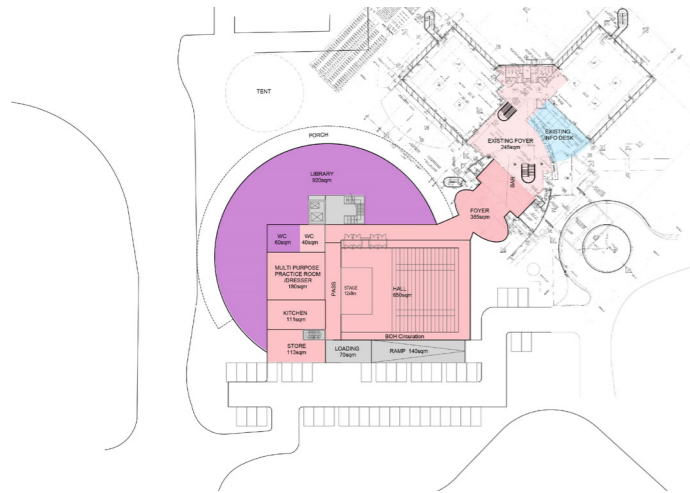 TENT
PORCH
EXISTING
INFO DESK
EXISTING FOYER
245sqm
BAR
LIBRARY
920sqm
FOYER
385sqm
WC
60sqm
WC
40sqm
MULTI PURPOSE
PRACTICE ROOM
/DRESSER
180sqm
PASS
STAGE
12x8m
HALL
650sqm
KITCHEN
111sqm
BOH Circulation
STORE
113sqm
LOADING
70sqm
RAMP 140sqm